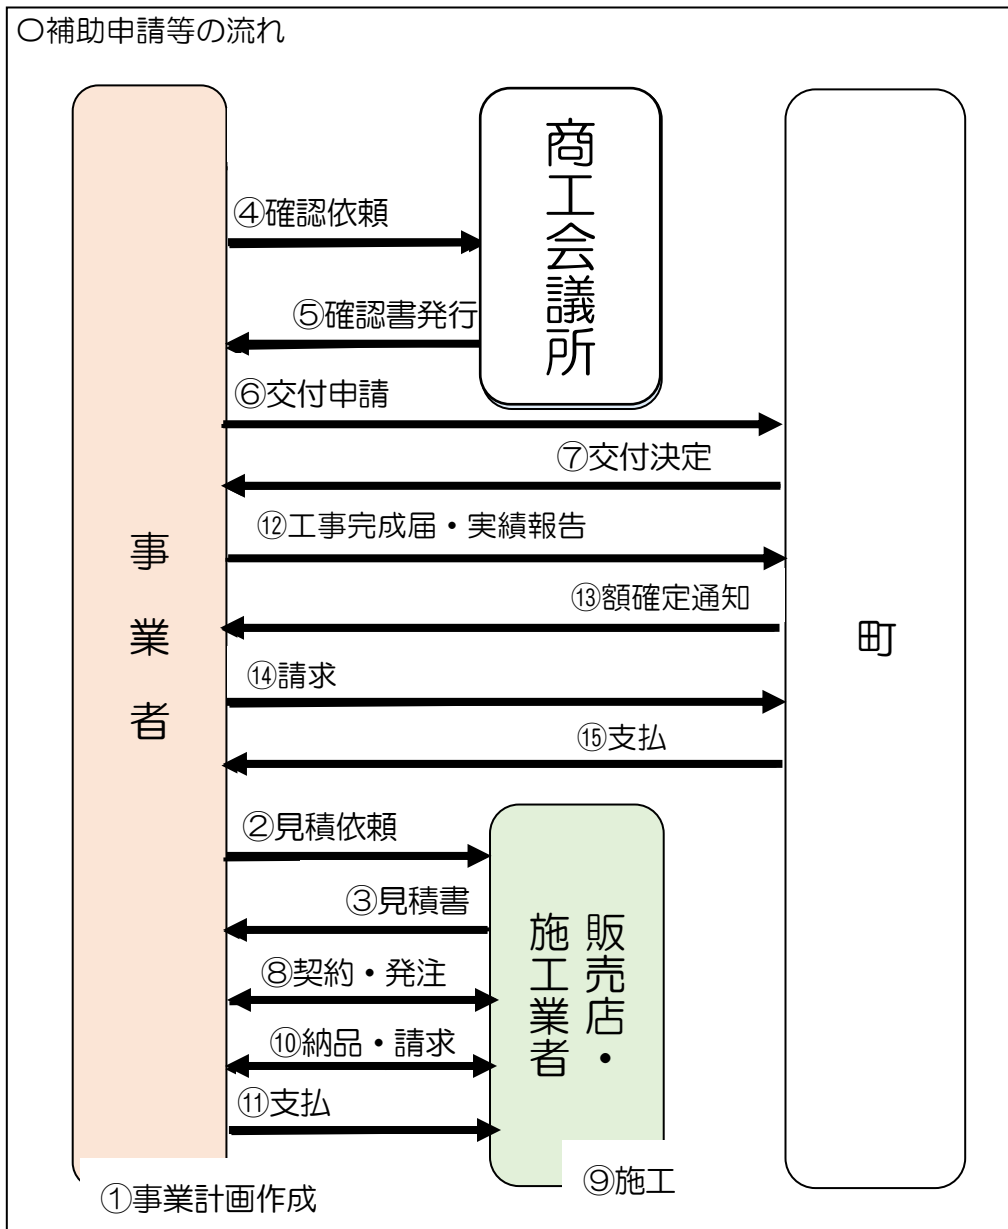 〇補助申請等の流れ
商工会議所
④確認依頼
⑤確認書発行
⑥交付申請
⑦交付決定
⑫工事完成届・実績報告
事業者
⑬額確定通知
町
⑭請求
⑮支払
②見積依頼
③見積書
販売店・
施工業者
⑧契約・発注
⑩納品・請求
⑪支払
①事業計画作成
⑨施工